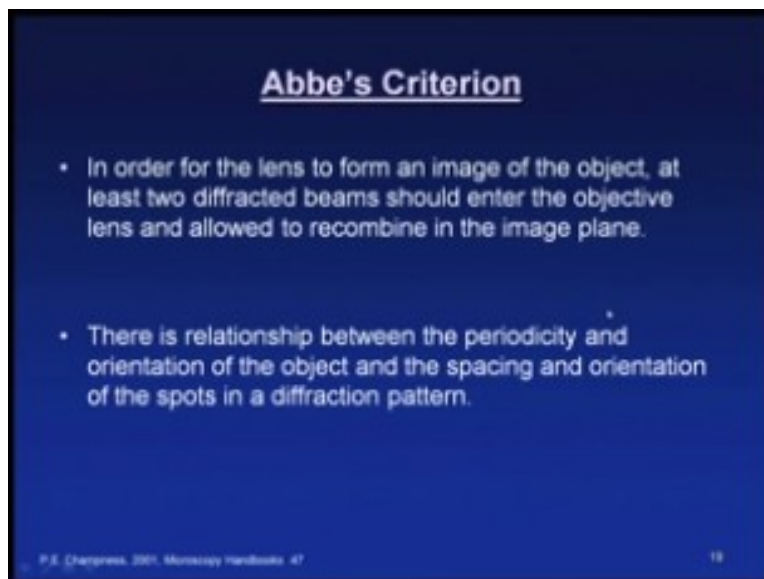 Abbe's Criterion
• In order for the lens to form an image of the object, at
least two diffracted beams should enter the objective
lens and allowed to recombine in the image plane.
• There is relationship between the periodicity and
orientation of the object and the spacing and orientation
of the spots in a diffraction pattern.
P.E. Champness, 2001, Microscopy Handbooks 47